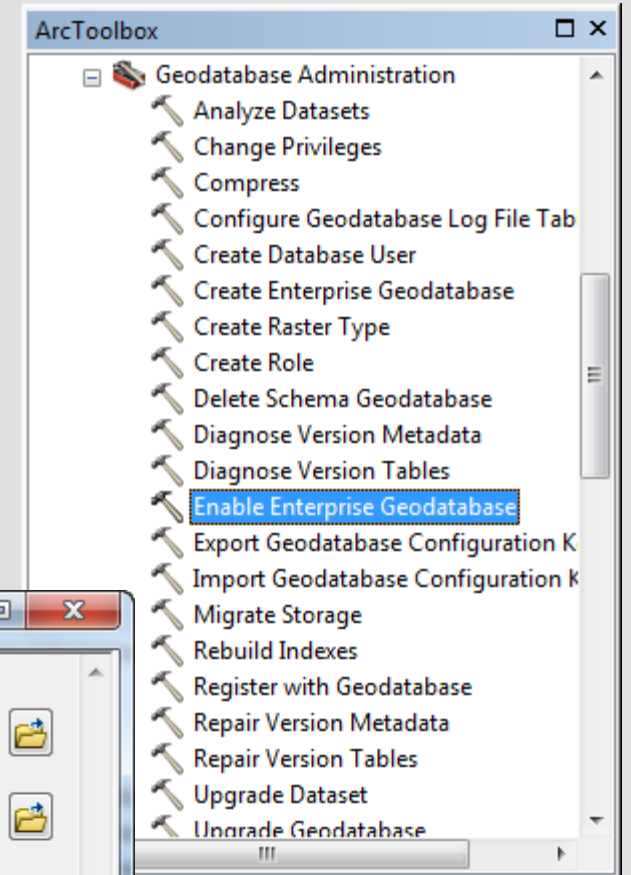 ArcToolbox
Geodatabase Administration
Analyze Datasets
Change Privileges
Compress
Configure Geodatabase Log File Tab
Create Database User
Create Enterprise Geodatabase
Create Raster Type
Create Role
Delete Schema Geodatabase
Diagnose Version Metadata
Diagnose Version Tables
Enable Enterprise Geodatabase
Export Geodatabase Configuration K
Import Geodatabase Configuration K
Migrate Storage
Rebuild Indexes
Register with Geodatabase
Repair Version Metadata
Repair Version Tables
Upgrade Dataset
Upgrade Geodatabase